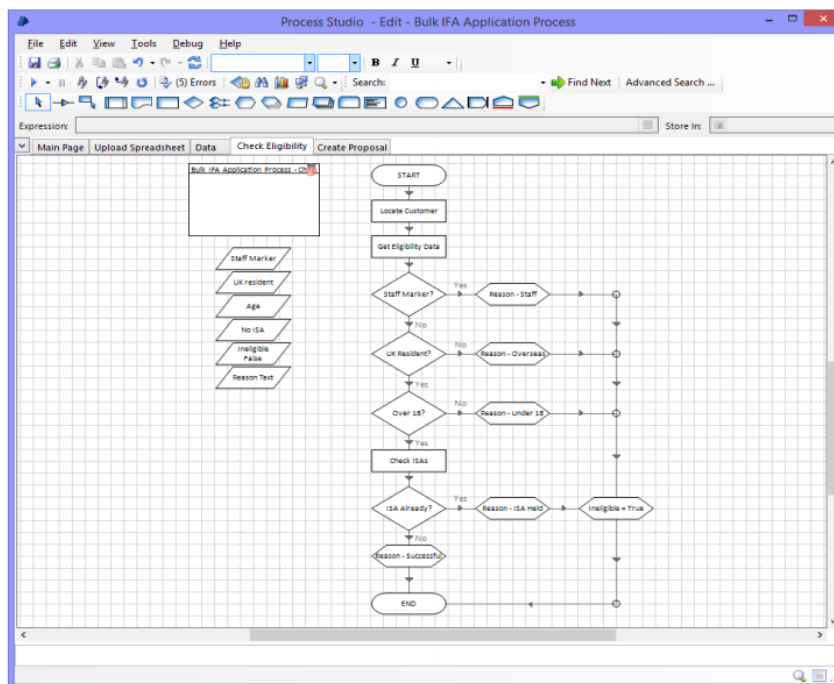 Process Studio - Edit - Bulk IFA Application Process
File Edit View Tools Debug Help
B I U
(5) Errors Search: Find Next Advanced Search ...
Expression: Store In:
Main Page Upload Spreadsheet Data Check Eligibility Create Proposal
Bulk IFA Application Process -
Staff Marker
UK resident
Age
No ISA
Ineligible
False
Reason Text
START
Locate Customer
Get Eligibility Data
Staff Marker?
Yes
Reason - Staff
No
UK Resident?
No
Reason - Overseas
Yes
Over 18?
No
Reason - Under 18
Yes
Check ISAs
ISA Already?
Yes
Reason - ISA Held
Ineligible = True
No
Reason - Successful
END